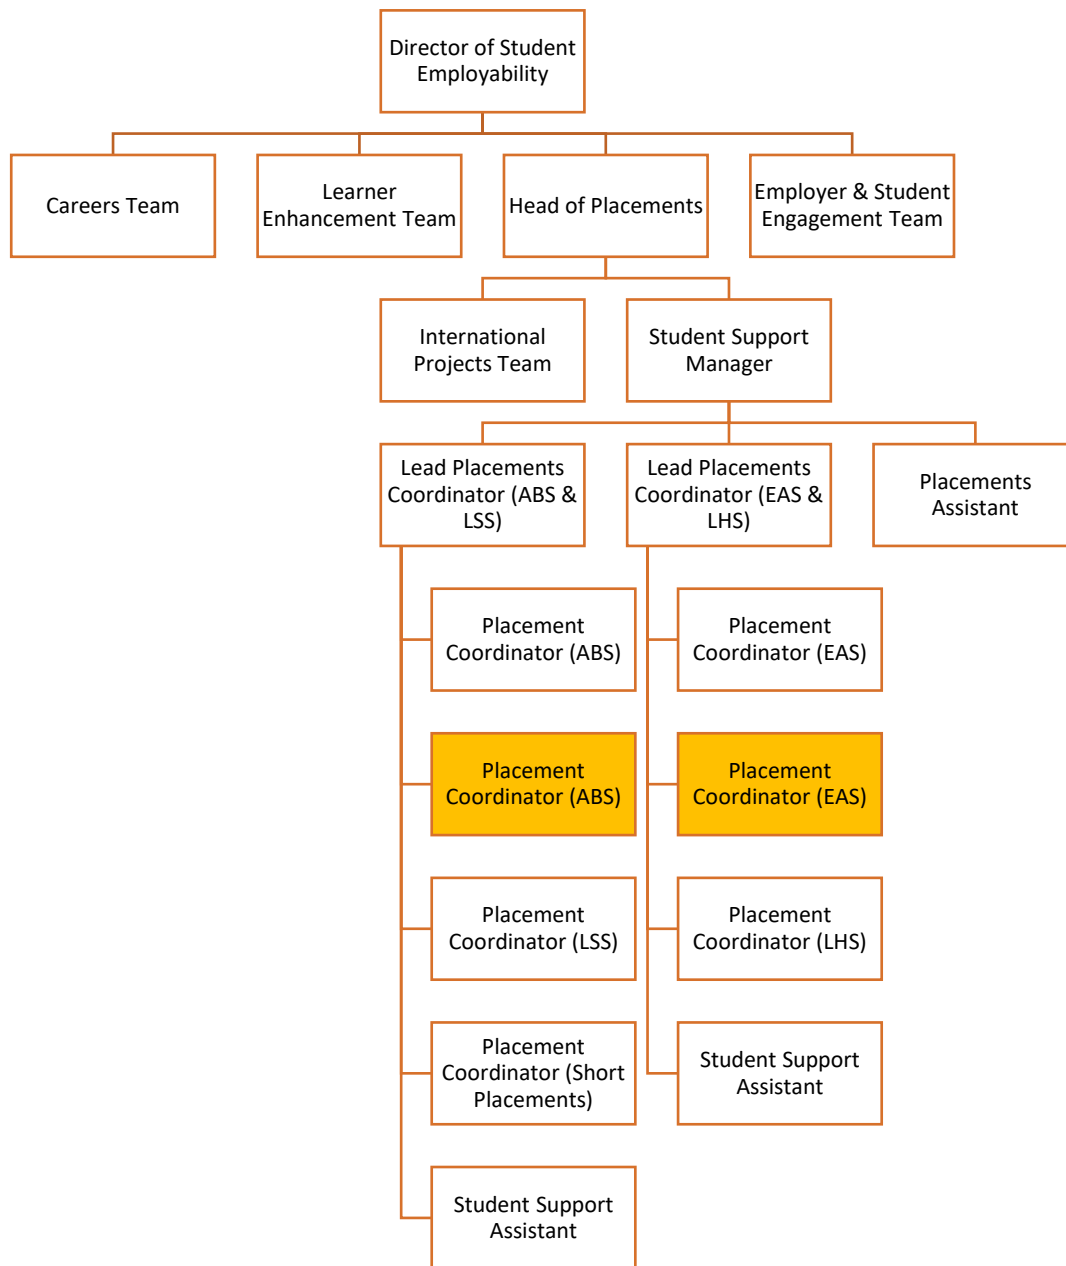 Director of Student
Employability
Careers Team
Learner
Enhancement Team
Head of Placements
Employer & Student
Engagement Team
International
Projects Team
Student Support
Manager
Lead Placements
Coordinator (ABS &
LSS)
Lead Placements
Coordinator (EAS &
LHS)
Placements
Assistant
Placement
Coordinator (ABS)
Placement
Coordinator (EAS)
Placement
Coordinator (ABS)
Placement
Coordinator (EAS)
Placement
Coordinator (LSS)
Placement
Coordinator (LHS)
Placement
Coordinator (Short
Placements)
Student Support
Assistant
Student Support
Assistant